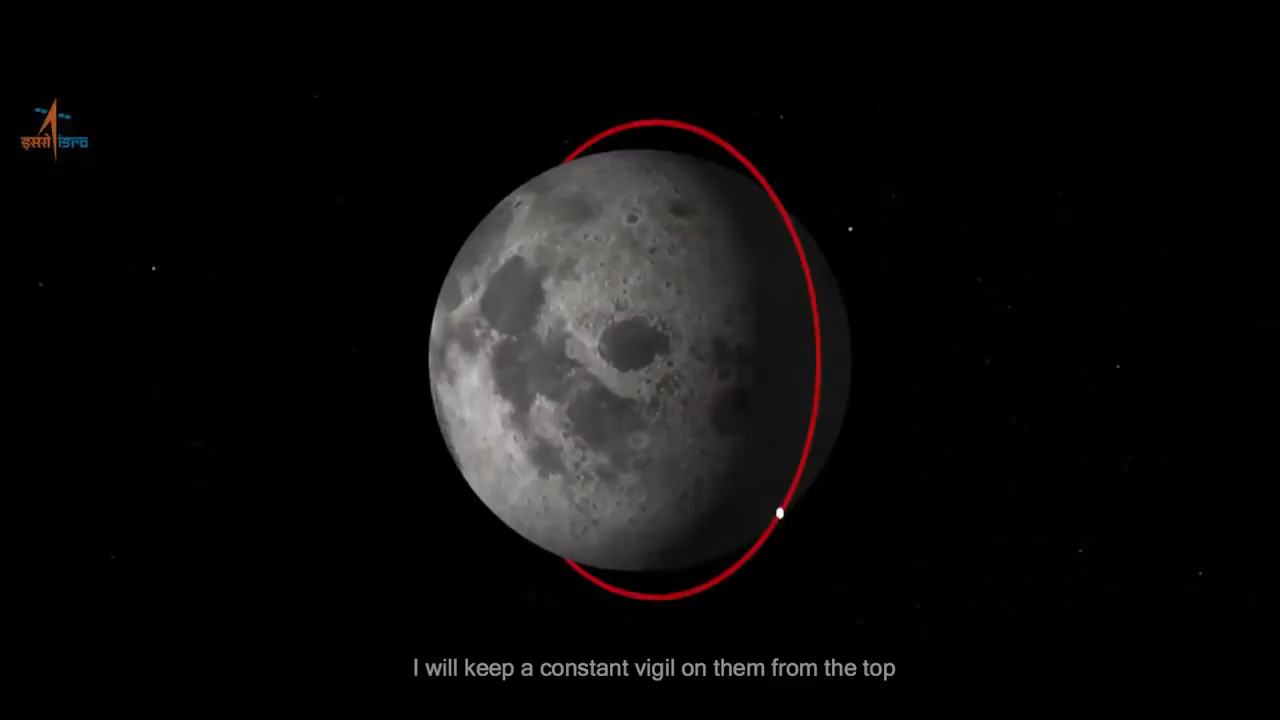 इसरो isro
I will keep a constant vigil on them from the top